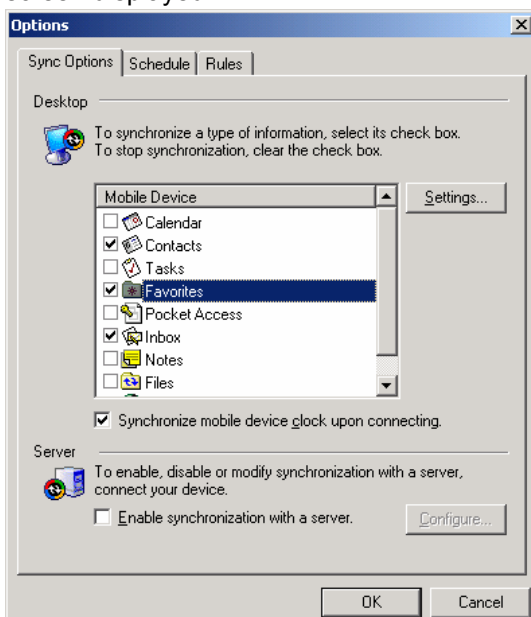 Options
Sync Options Schedule Rules
Desktop
To synchronize a type of information, select its check box.
To stop synchronization, clear the check box.
Mobile Device
Settings...
Calendar
Contacts
Tasks
Favorites
Pocket Access
Inbox
Notes
Files
Synchronize mobile device clock upon connecting.
Server
To enable, disable or modify synchronization with a server,
connect your device.
Enable synchronization with a server.
Configure...
OK Cancel